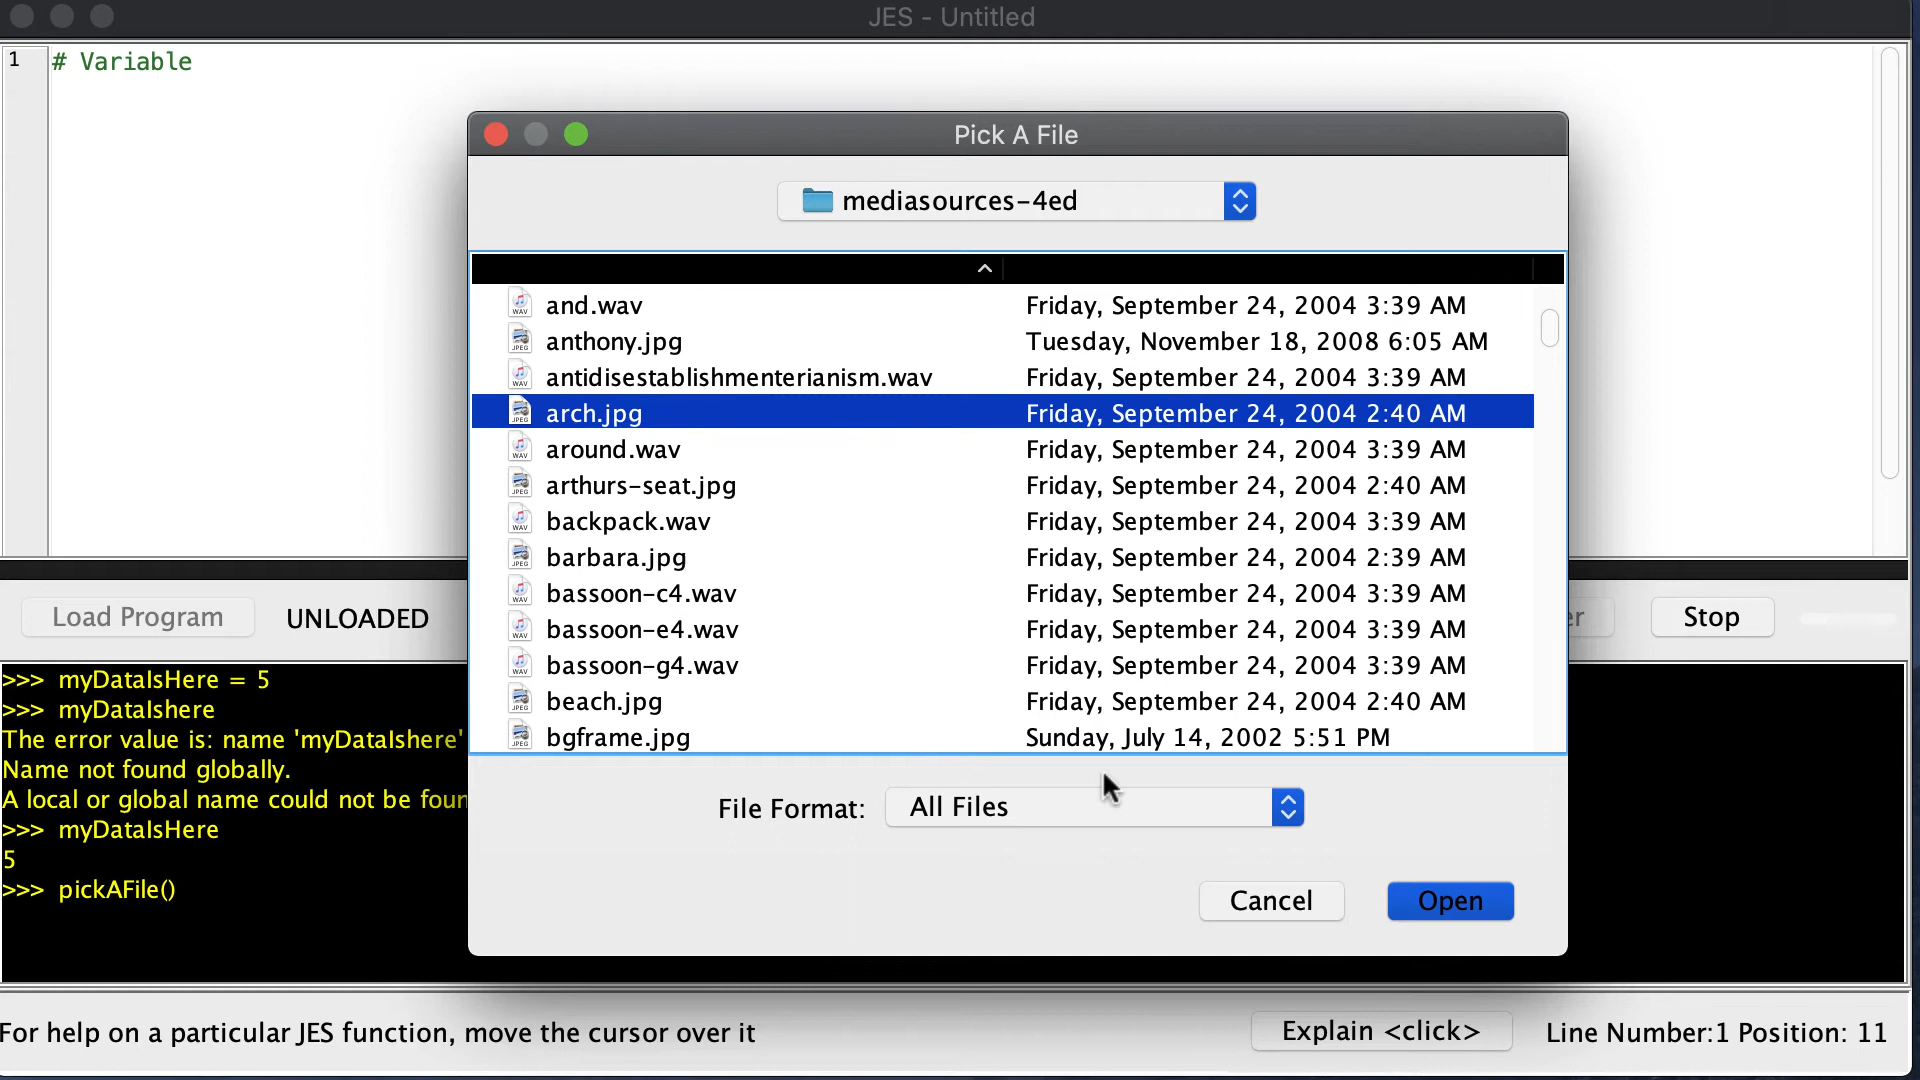 JES - Untitled
1 # Variable
Pick A File
mediasources-4ed
and.wav Friday, September 24, 2004 3:39 AM
anthony.jpg Tuesday, November 18, 2008 6:05 AM
antidisestablishmenterianism.wav Friday, September 24, 2004 3:39 AM
arch.jpg Friday, September 24, 2004 2:40 AM
around.wav Friday, September 24, 2004 3:39 AM
arthurs-seat.jpg Friday, September 24, 2004 2:40 AM
backpack.wav Friday, September 24, 2004 3:39 AM
barbara.jpg Friday, September 24, 2004 2:39 AM
bassoon-c4.wav Friday, September 24, 2004 3:39 AM
bassoon-e4.wav Friday, September 24, 2004 3:39 AM
bassoon-g4.wav Friday, September 24, 2004 3:39 AM
beach.jpg Friday, September 24, 2004 2:40 AM
bgframe.jpg Sunday, July 14, 2002 5:51 PM
File Format: All Files
Cancel Open
Load Program UNLOADED
Stop
>>> myDataIsHere = 5
>>> myDataIshere
The error value is: name 'myDataIshere'
Name not found globally.
A local or global name could not be foun
>>> myDataIsHere
5
>>> pickAFile()
For help on a particular JES function, move the cursor over it
Explain <click>
Line Number:1 Position: 11